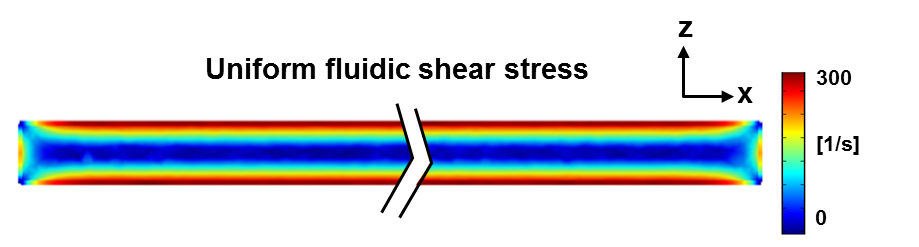 Uniform fluidic shear stress
z
x
300
[1/s]
0